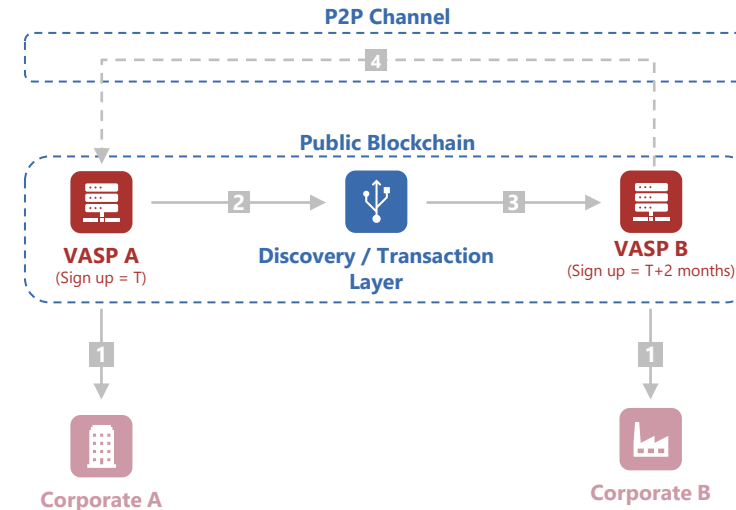 P2P Channel
4
Public Blockchain
2
3
VASP A
(Sign up = T)
Discovery / Transaction
Layer
VASP B
(Sign up = T+2 months)
1
1
Corporate A
Corporate B